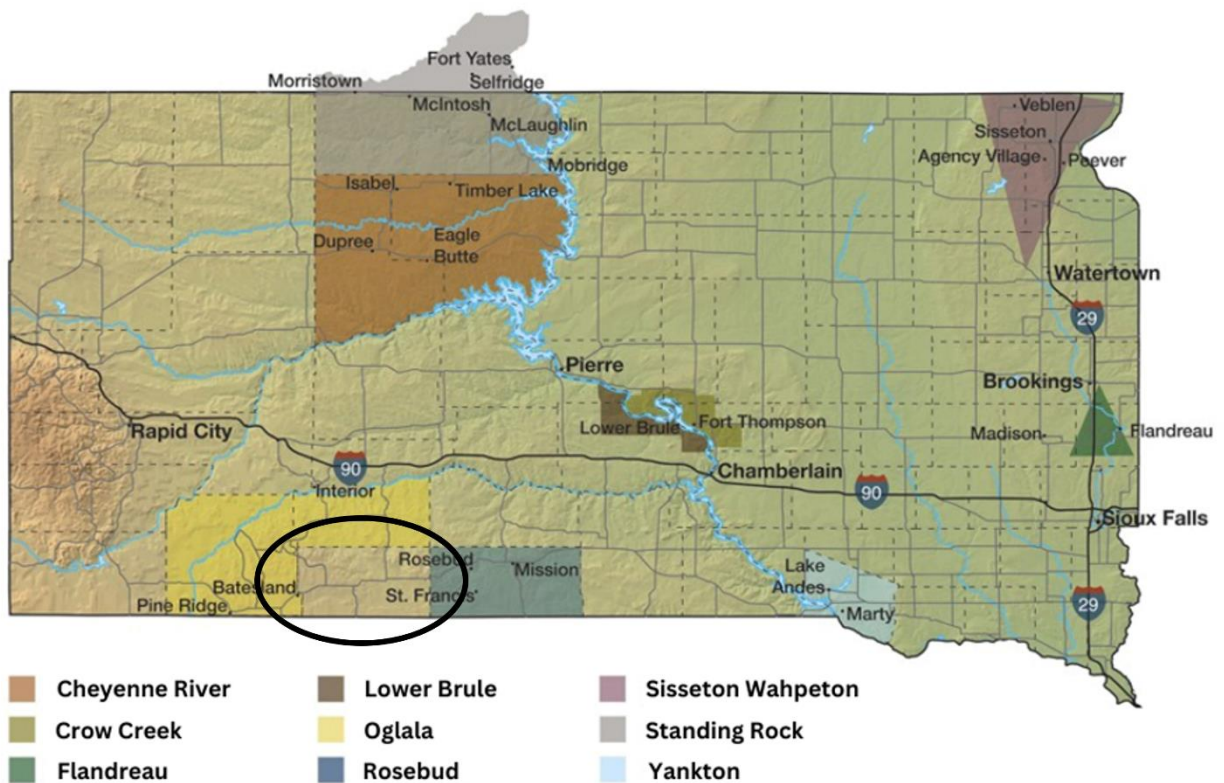 Fort Yates
Morristown
Selfridge
McIntosh
McLaughlin
Mobridge
Veblen
Sisseton
Agency Village
Peever
Isabel
Timber Lake
Dupree
Eagle
Butte
Watertown
29
Pierre
Brookings
Lower Brule
Fort Thompson
Madison
Flandreau
Rapid City
90
Interior
Chamberlain
90
Sioux Falls
Rosebud
Mission
Batesland
St. Francis
Pine Ridge
Lake
Andes
Marty
29
Cheyenne River
Lower Brule
Sisseton Wahpeton
Crow Creek
Oglala
Standing Rock
Flandreau
Rosebud
Yankton